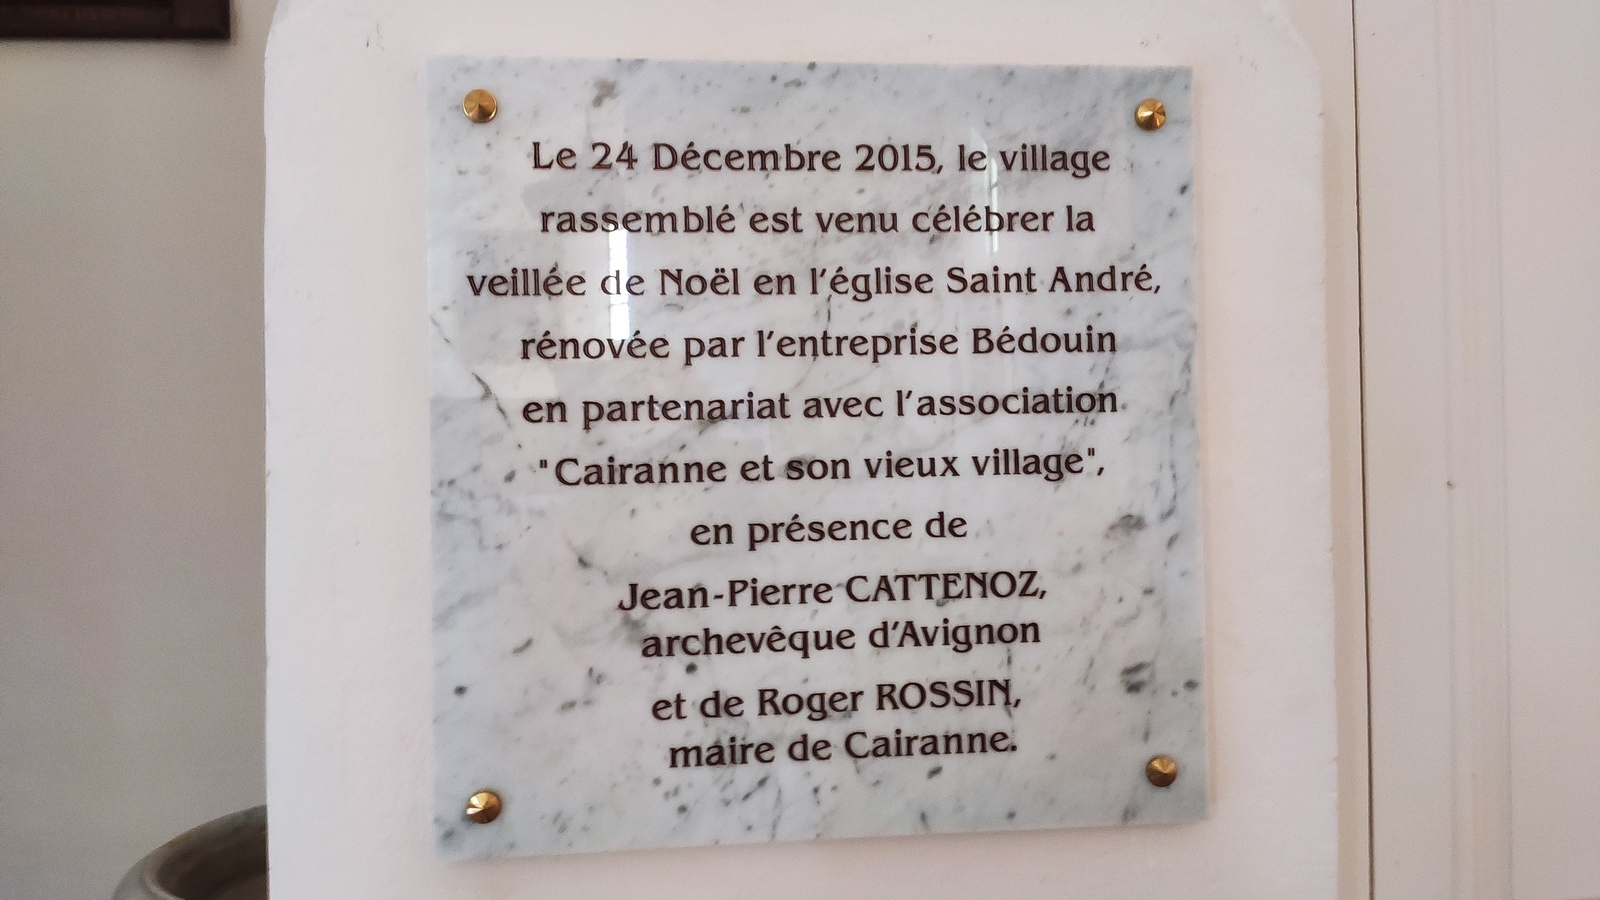 Le 24 Décembre 2015, le village
rassemblé est venu célébrer la
veillée de Noël en l'église Saint André,
rénovée par l'entreprise Bédouin
en partenariat avec l'association
"Cairanne et son vieux village",
en présence de
Jean-Pierre CATTENOZ,
archevêque d'Avignon
et de Roger ROSSIN,
maire de Cairanne.